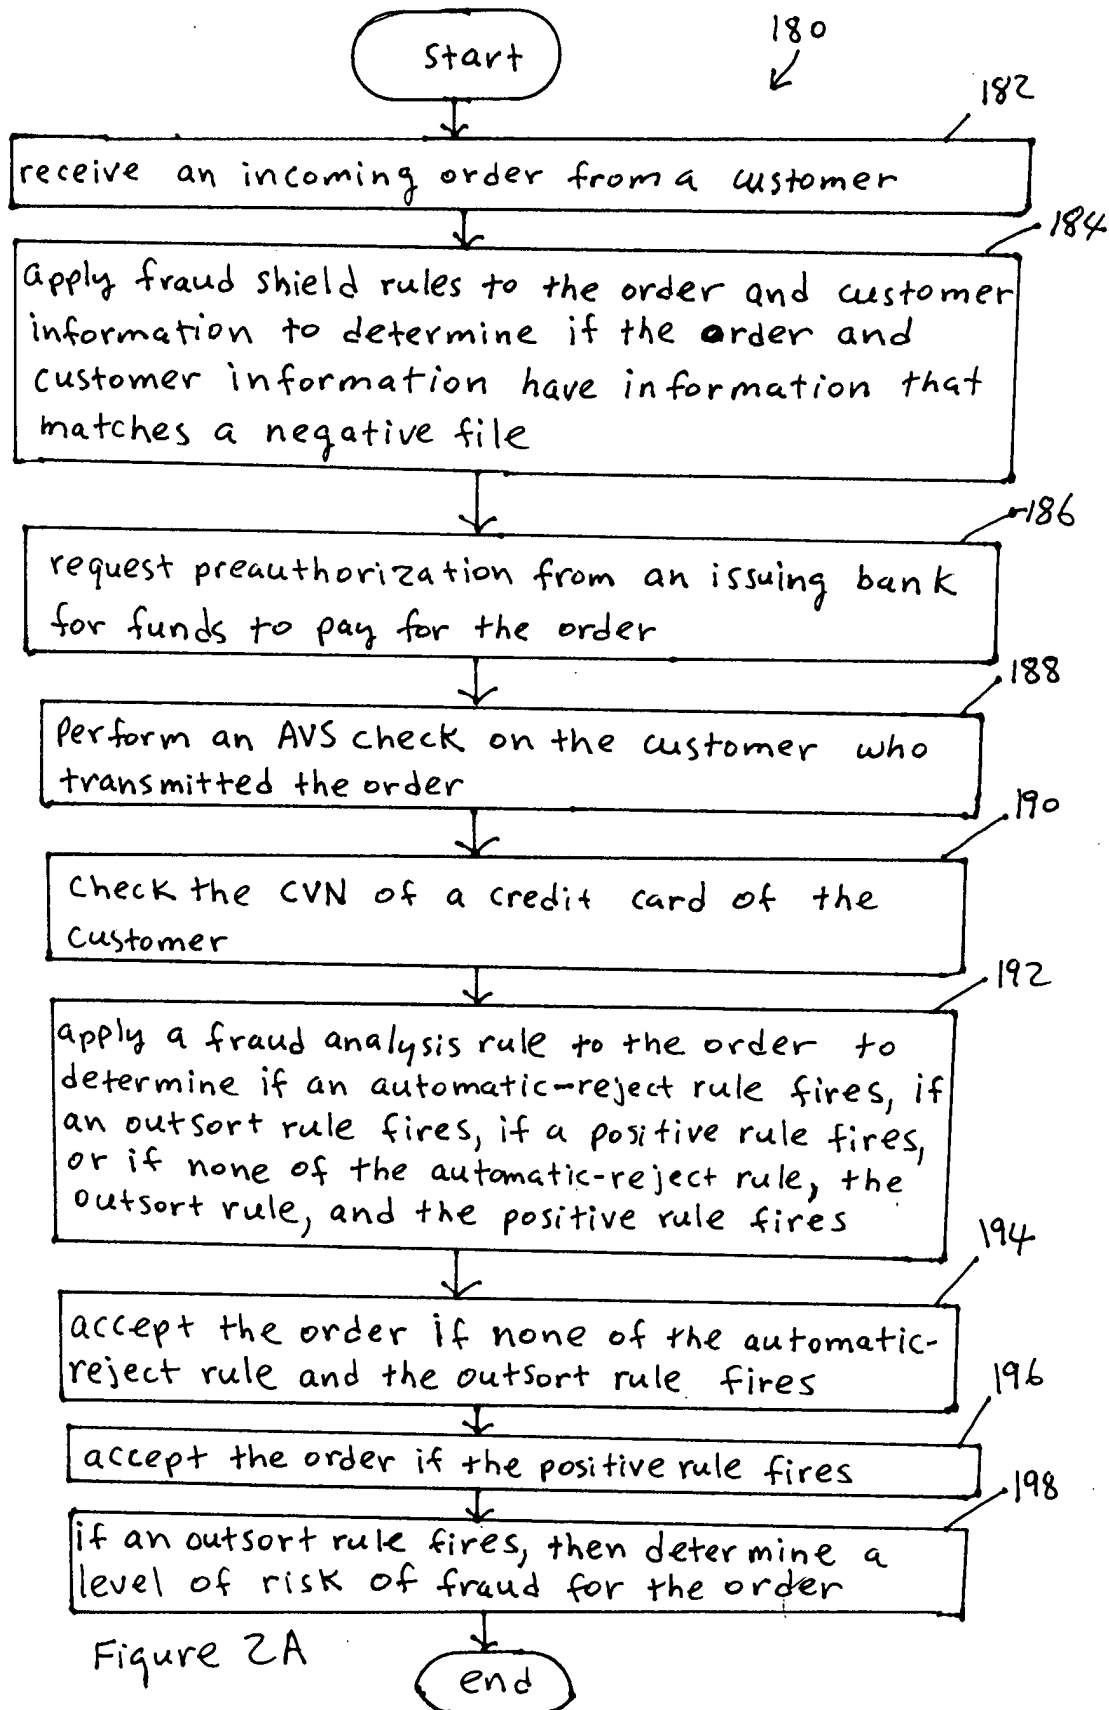 start
180
182
receive an incoming order from a customer
184
apply fraud shield rules to the order and customer
information to determine if the order and
customer information have information that
matches a negative file
186
request preauthorization from an issuing bank
for funds to pay for the order
188
perform an AVS check on the customer who
transmitted the order
190
check the CVN of a credit card of the
customer
192
apply a fraud analysis rule to the order to
determine if an automatic-reject rule fires, if
an outsort rule fires, if a positive rule fires,
or if none of the automatic-reject rule, the
outsort rule, and the positive rule fires
194
accept the order if none of the automatic-
reject rule and the outsort rule fires
196
accept the order if the positive rule fires
198
if an outsort rule fires, then determine a
level of risk of fraud for the order
Figure 2A
end